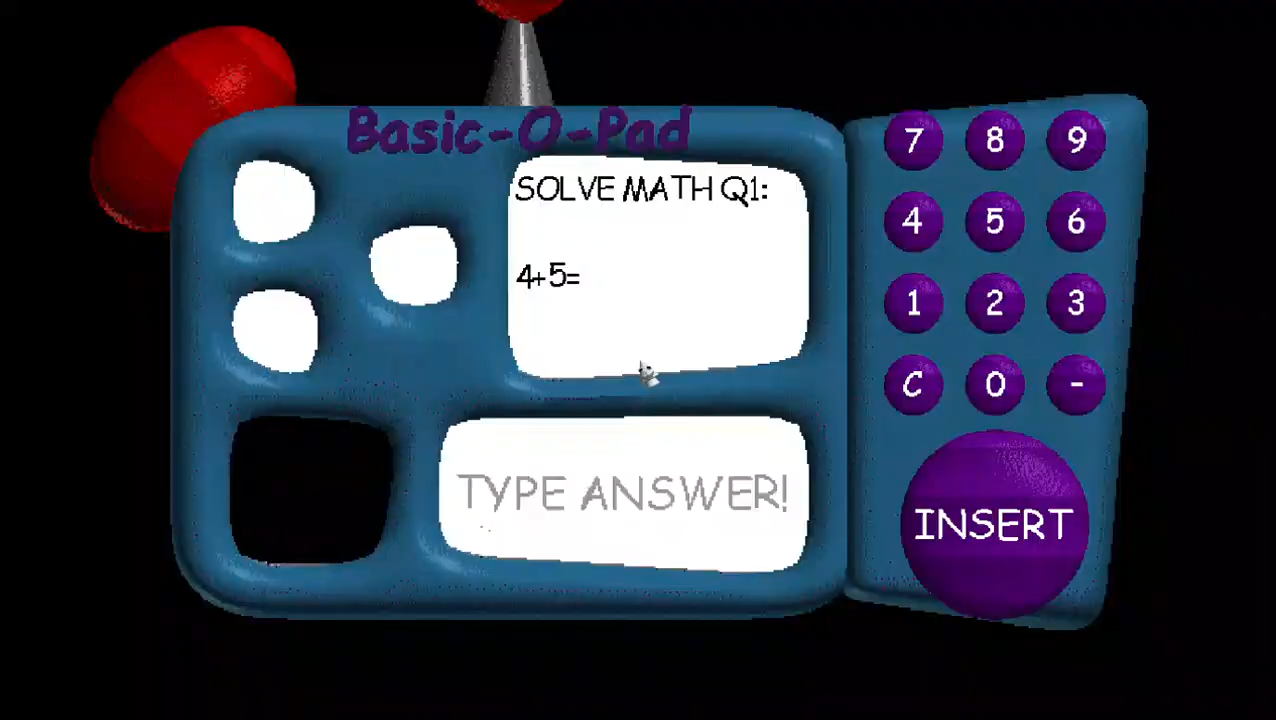 Basic-O-Pad
SOLVE MATH Q1:
4+5=
TYPE ANSWER!
7 8 9
4 5 6
1 2 3
C 0 -
INSERT